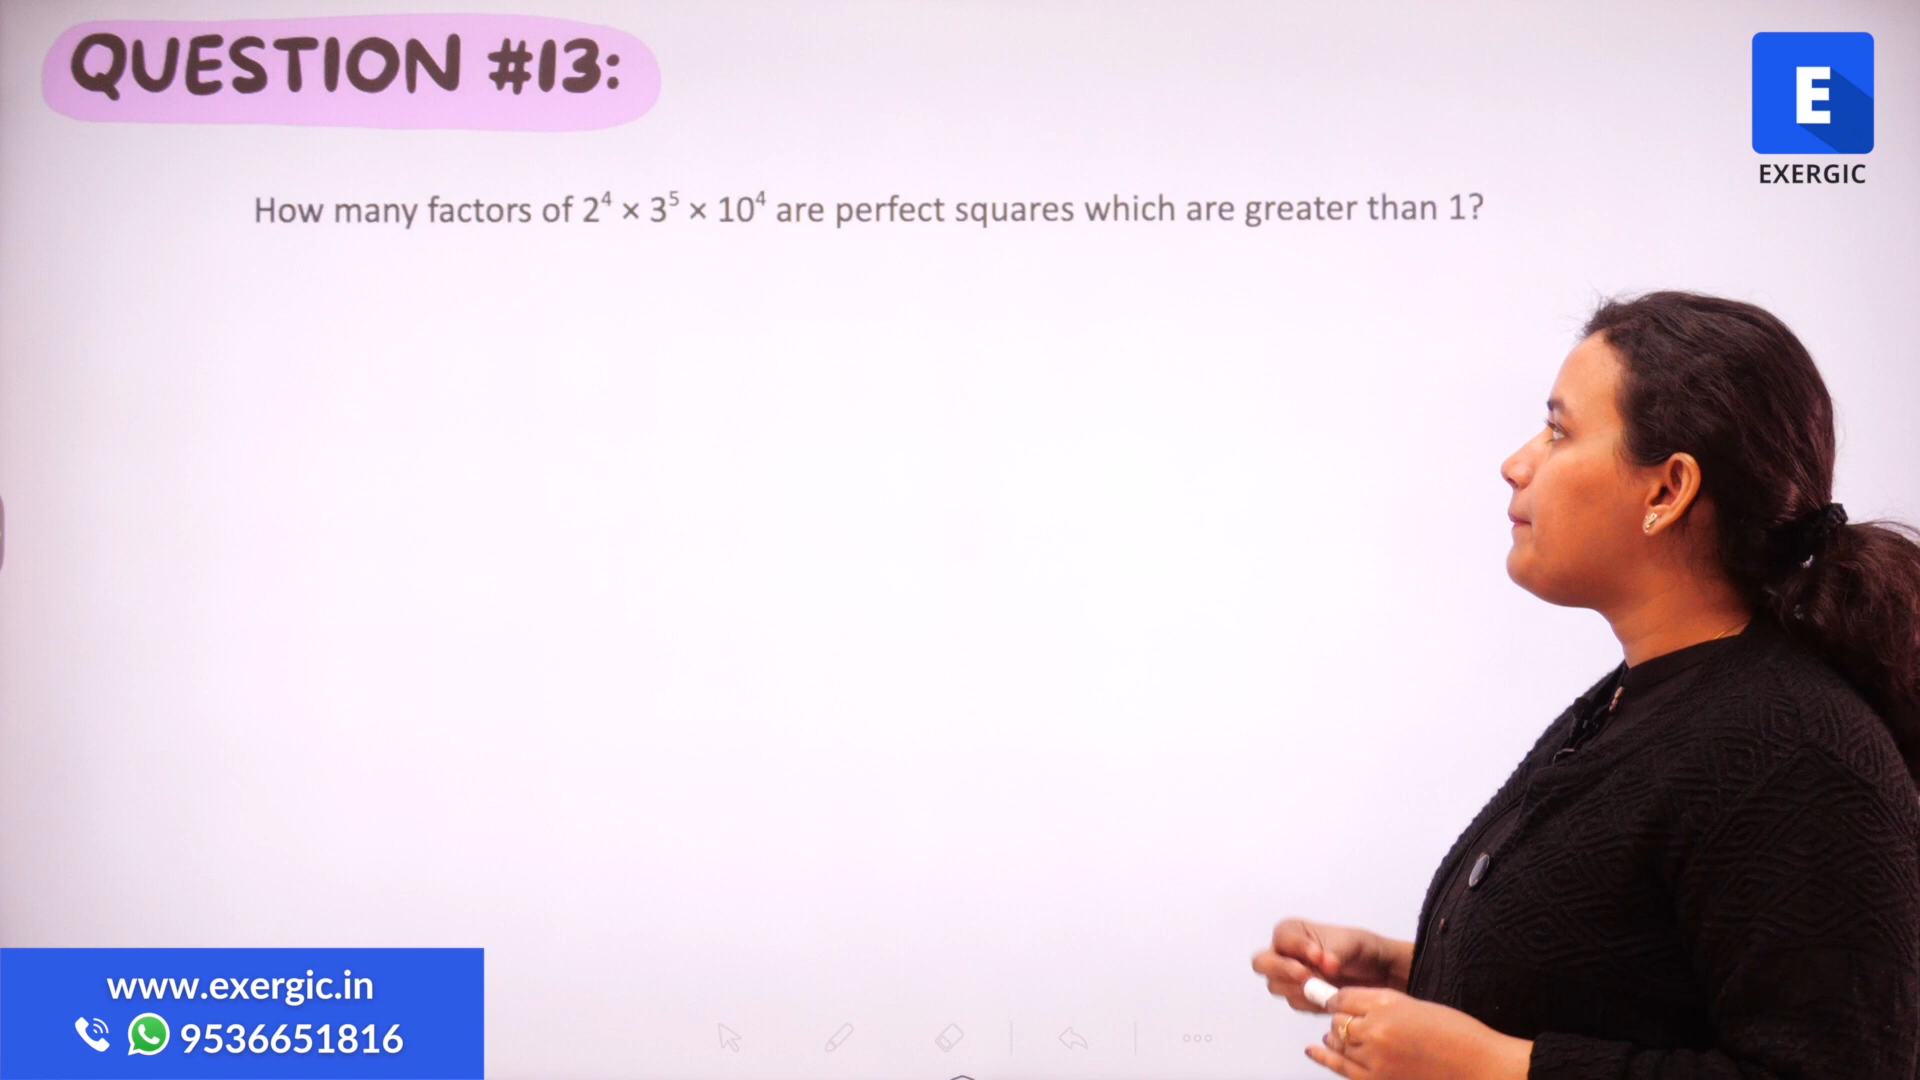 QUESTION #13:
E
EXERGIC
How many factors of 2⁴ × 3⁵ × 10⁴ are perfect squares which are greater than 1?
www.exergic.in
9536651816